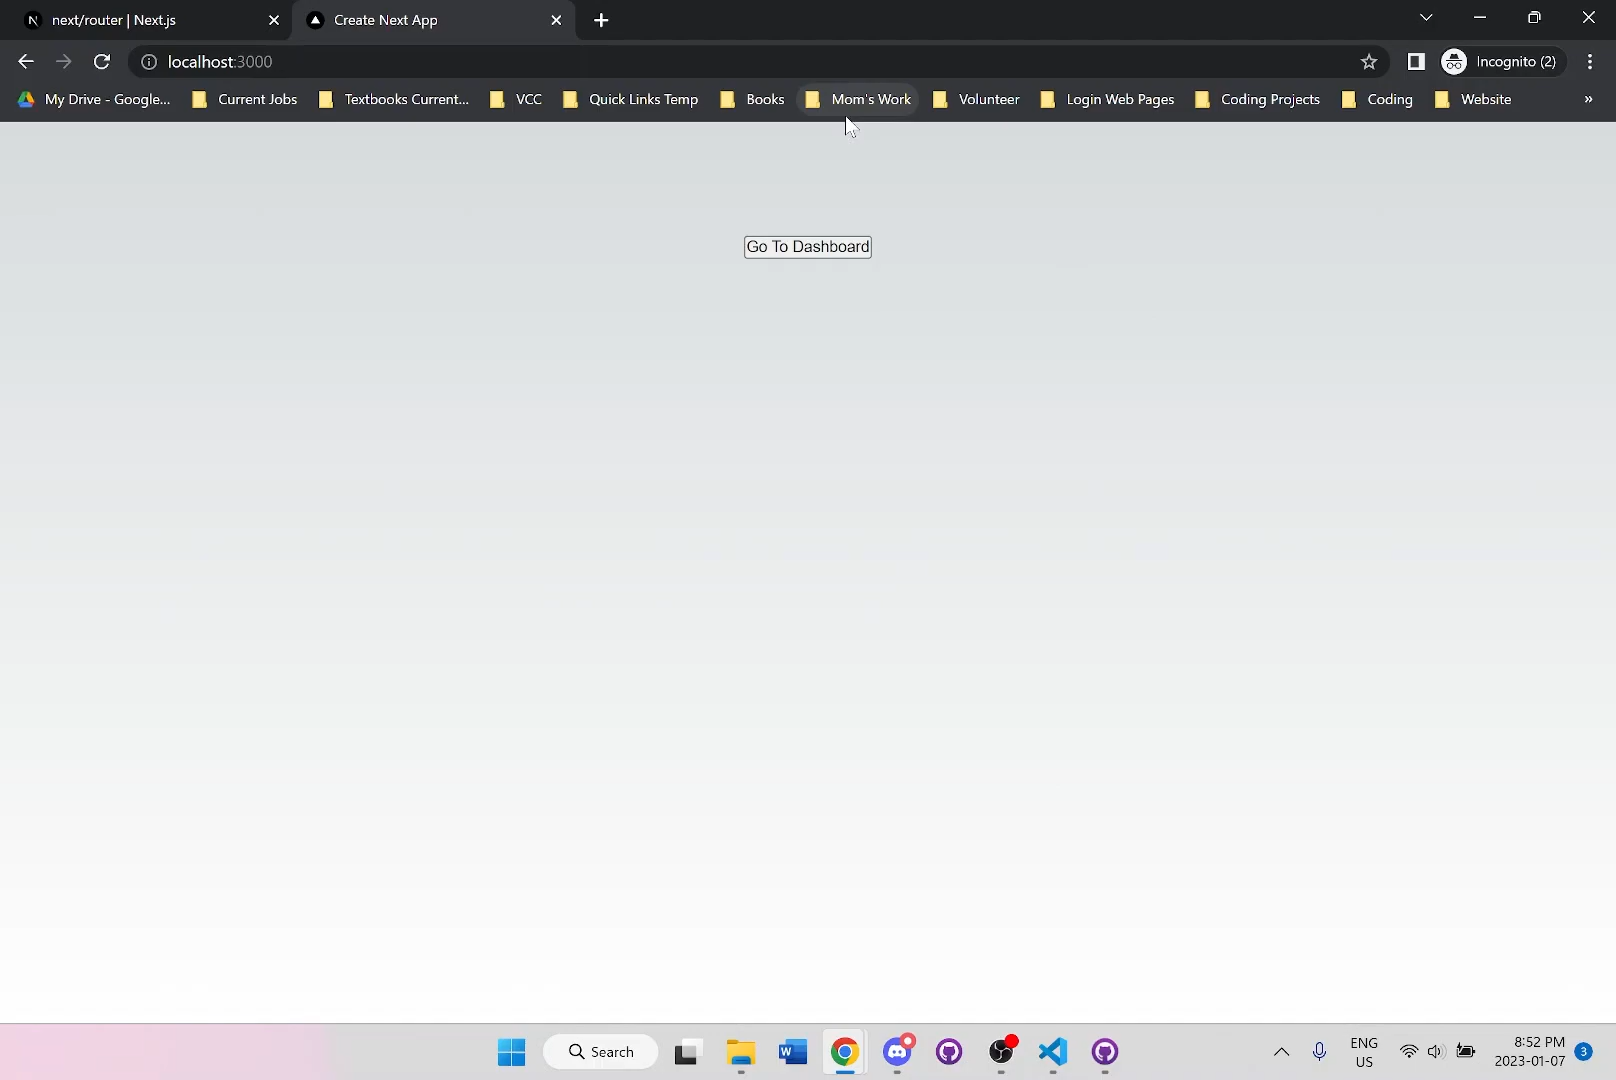 next/router | Next.js
Create Next App
localhost:3000
Incognito (2)
My Drive - Google... Current Jobs Textbooks Current... VCC Quick Links Temp Books Mom's Work Volunteer Login Web Pages Coding Projects Coding Website »
Go To Dashboard
Search
ENG
US
8:52 PM
2023-01-07
3